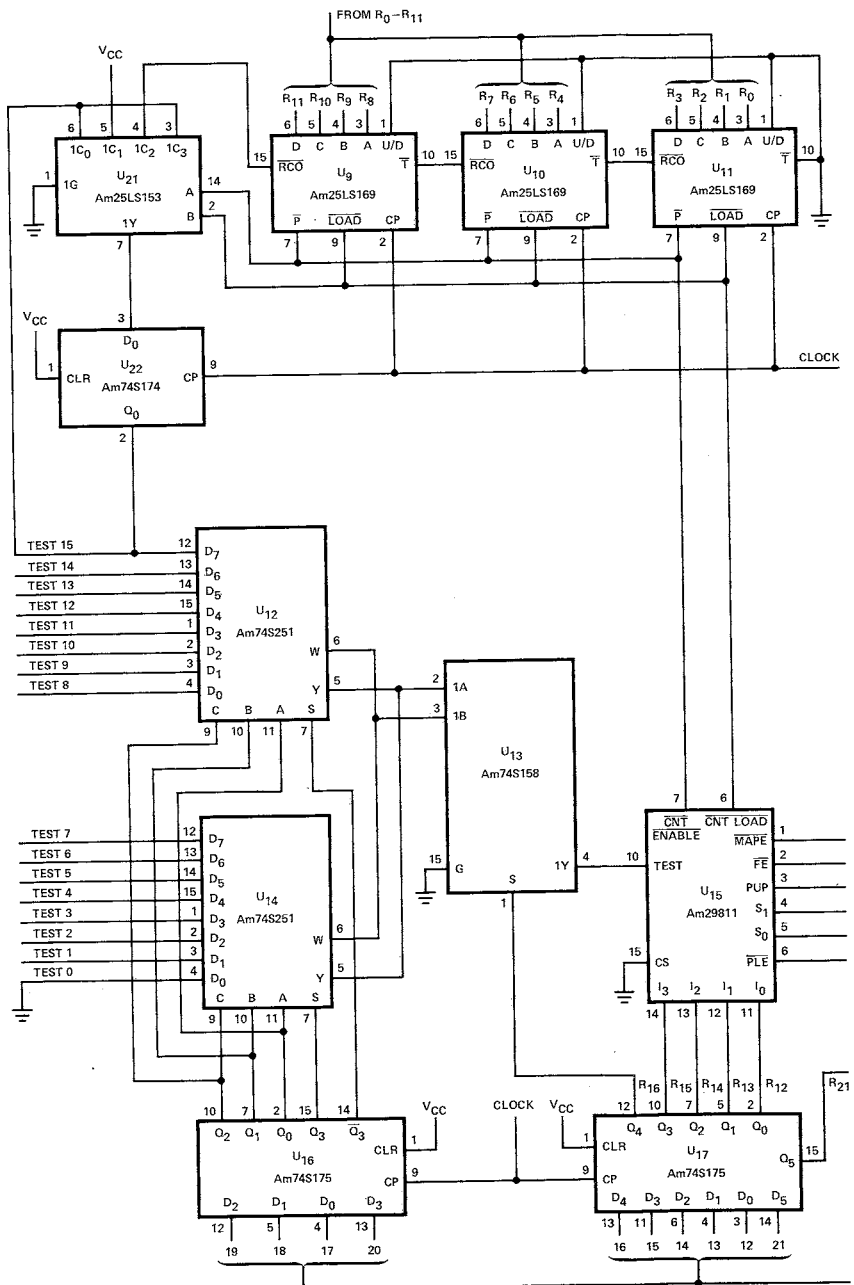 FROM R0–R11
VCC
R11 R10 R9 R8
R7 R6 R5 R4
R3 R2 R1 R0
6 5 4 3
6 5 4 3 1
6 5 4 3 1
6 5 4 3 1
1C0 1C1 1C2 1C3
D C B A U/D
D C B A U/D
D C B A U/D
15 RCO T 10
15 RCO T 10
15 RCO T 10
U21
Am25LS153
U9
Am25LS169
U10
Am25LS169
U11
Am25LS169
1 1G
A 14
B 2
1Y
7
P LOAD CP
P LOAD CP
P LOAD CP
7 9 2
7 9 2
7 9 2
VCC
3
D0
U22
Am74S174
1 CLR
CP 9
Q0
2
CLOCK
TEST 15 12 D7
TEST 14 13 D6
TEST 13 14 D5
TEST 12 15 D4
TEST 11 1 D3
TEST 10 2 D2
TEST 9 3 D1
TEST 8 4 D0
U12
Am74S251
W 6
Y 5
C B A S
9 10 11 7
2 1A
3 1B
U13
Am74S158
15 G
1Y 4
S
1
TEST 7 12 D7
TEST 6 13 D6
TEST 5 14 D5
TEST 4 15 D4
TEST 3 1 D3
TEST 2 2 D2
TEST 1 3 D1
TEST 0 4 D0
U14
Am74S251
W 6
Y 5
C B A S
9 10 11 7
7 6
CNT ENABLE
CNT LOAD
MAPE 1
FE 2
PUP 3
S1 4
S0 5
PLE 6
10 TEST
U15
Am29811
15 CS
I3 I2 I1 I0
14 13 12 11
R16 R15 R14 R13 R12
R21
10 7 2 15 14
Q2 Q1 Q0 Q3 Q3
VCC
CLR 1
CP 9
U16
Am74S175
D2 D1 D0 D3
12 5 4 13
19 18 17 20
CLOCK
VCC
12 10 7 5 2
Q4 Q3 Q2 Q1 Q0
1 CLR
9 CP
U17
Am74S175
Q5 15
D4 D3 D2 D1 D0 D5
13 11 6 4 3 14
16 15 14 13 12 21